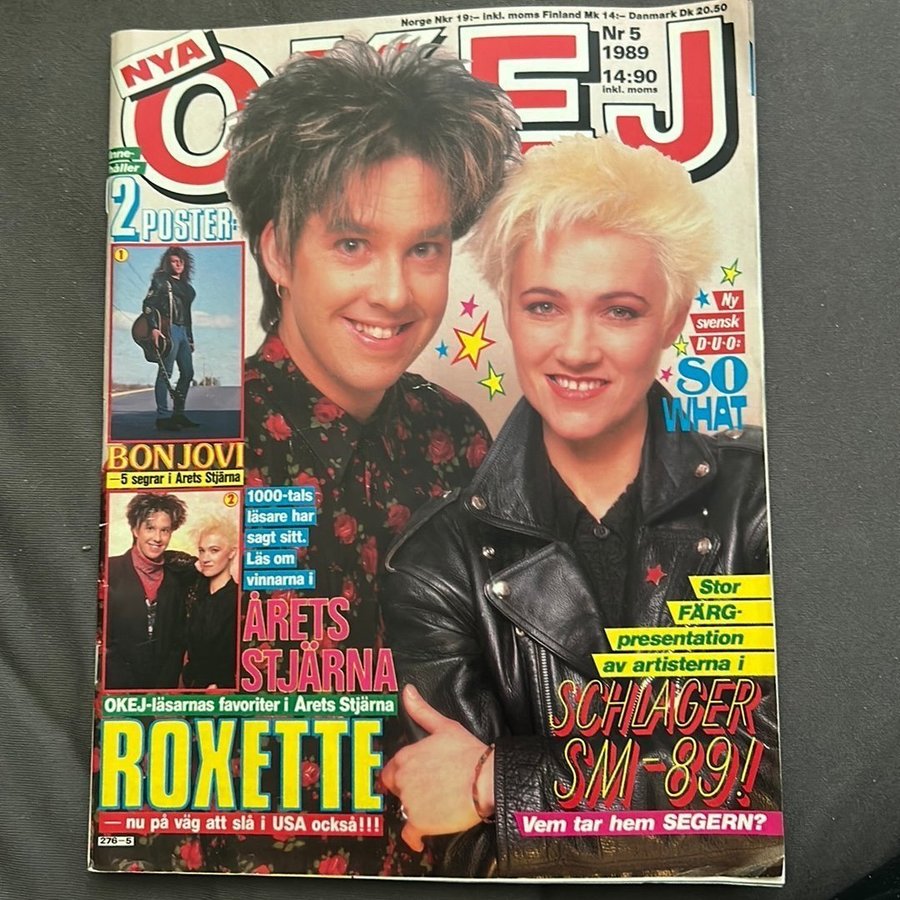 Norge Nkr 19:– inkl. moms Finland Mk 14:– Danmark Dk 20.50
NYA
OKEJ
Nr 5
1989
14:90
inkl. moms
Inne-
håller
2 POSTER:
1
BON JOVI
—5 segrar i Årets Stjärna
2
1000-tals
läsare har
sagt sitt.
Läs om
vinnarna i
ÅRETS
STJÄRNA
OKEJ-läsarnas favoriter i Årets Stjärna
ROXETTE
— nu på väg att slå i USA också!!!
276—5
Ny
svensk
D·U·O:
SO
WHAT
Stor
FÄRG-
presentation
av artisterna i
SCHLAGER
SM-89!
Vem tar hem SEGERN?